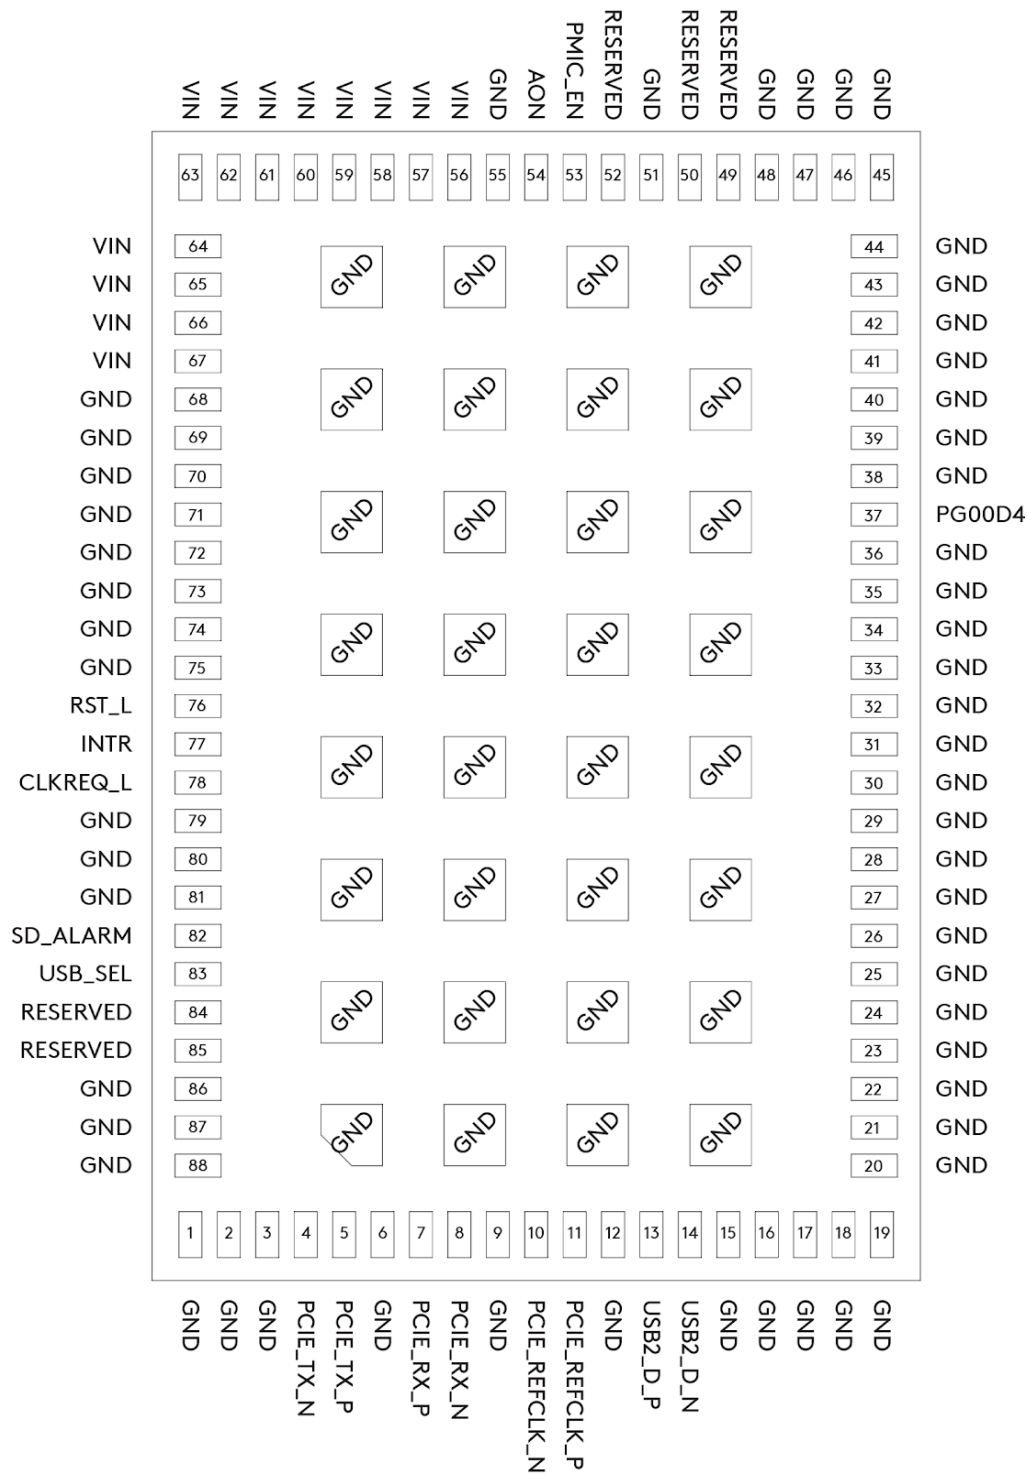 VIN VIN VIN VIN VIN VIN VIN VIN GND AON PMIC_EN RESERVED GND RESERVED RESERVED GND GND GND GND
63 62 61 60 59 58 57 56 55 54 53 52 51 50 49 48 47 46 45
VIN 64 GND GND GND GND 44 GND
VIN 65 43 GND
VIN 66 42 GND
VIN 67 41 GND
GND 68 GND GND GND GND 40 GND
GND 69 39 GND
GND 70 38 GND
GND 71 GND GND GND GND 37 PG00D4
GND 72 36 GND
GND 73 35 GND
GND 74 GND GND GND GND 34 GND
GND 75 33 GND
RST_L 76 32 GND
INTR 77 GND GND GND GND 31 GND
CLKREQ_L 78 30 GND
GND 79 29 GND
GND 80 GND GND GND GND 28 GND
GND 81 27 GND
SD_ALARM 82 26 GND
USB_SEL 83 25 GND
RESERVED 84 GND GND GND GND 24 GND
RESERVED 85 23 GND
GND 86 22 GND
GND 87 GND GND GND GND 21 GND
GND 88 20 GND
1 2 3 4 5 6 7 8 9 10 11 12 13 14 15 16 17 18 19
GND GND GND PCIE_TX_N PCIE_TX_P GND PCIE_RX_P PCIE_RX_N GND PCIE_REFCLK_N PCIE_REFCLK_P GND USB2_D_P USB2_D_N GND GND GND GND GND